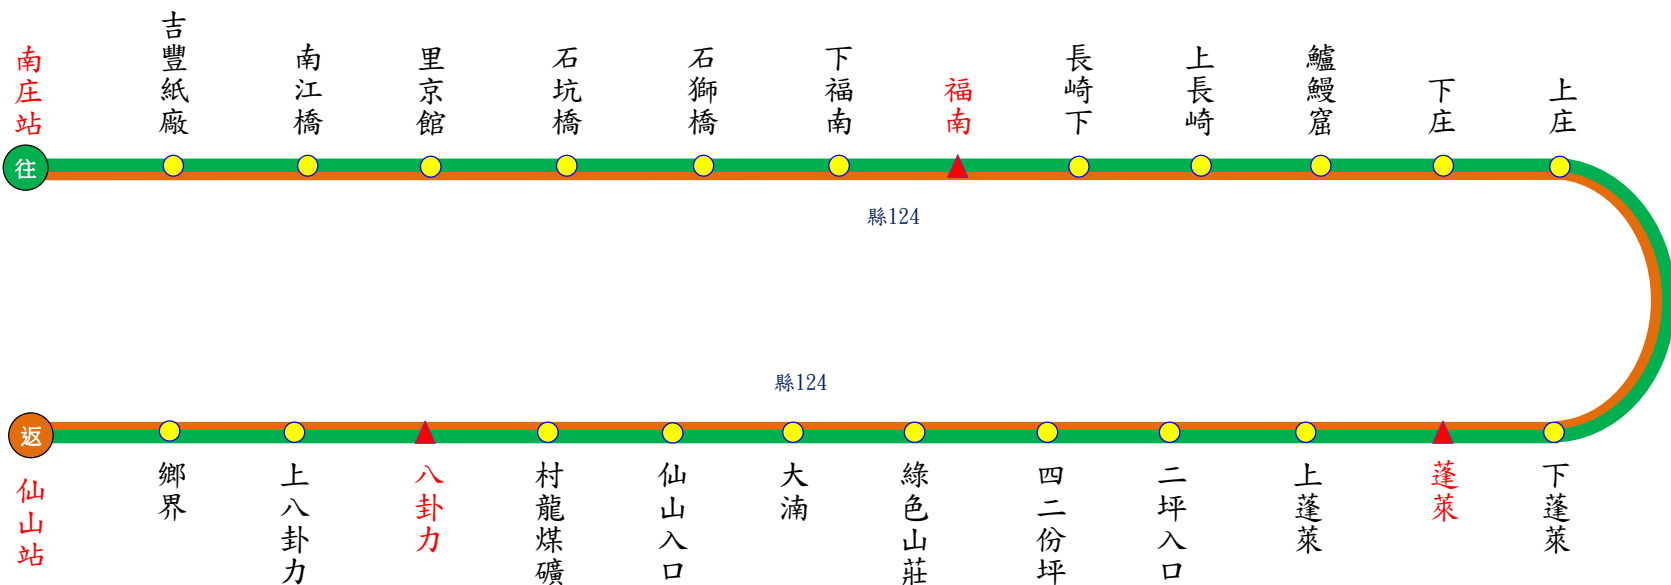 南庄站
吉豐紙廠
南江橋
里京館
石坑橋
石獅橋
下福南
福南
長崎下
上長崎
鱸鰻窟
下庄
上庄
往
縣124
縣124
返
仙山站
鄉界
上八卦力
八卦力
村龍煤礦
仙山入口
大湳
綠色山莊
四二份坪
二坪入口
上蓬萊
蓬萊
下蓬萊